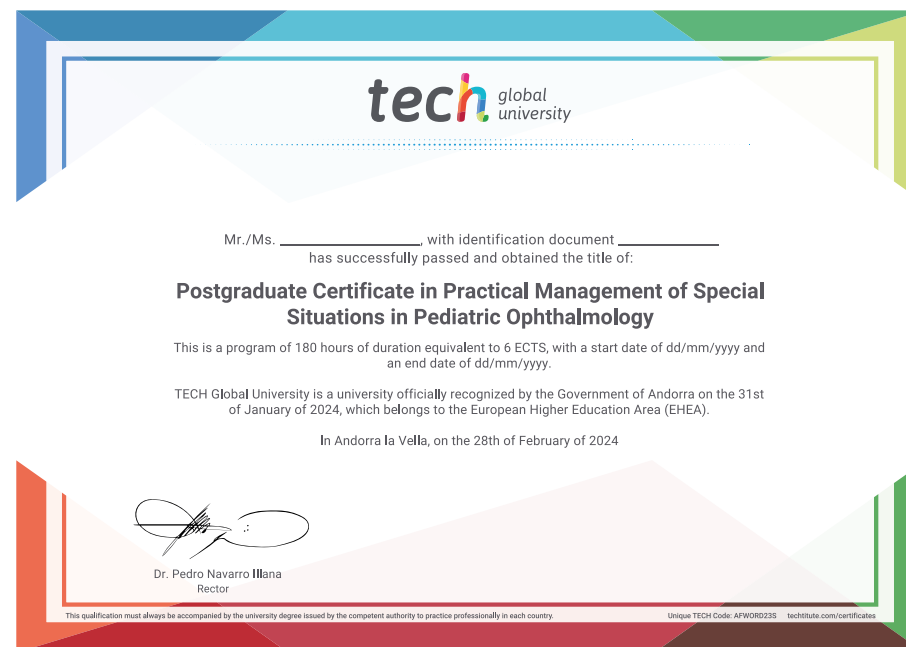 tech global
university
Mr./Ms. ____________, with identification document ____________
has successfully passed and obtained the title of:
Postgraduate Certificate in Practical Management of Special
Situations in Pediatric Ophthalmology
This is a program of 180 hours of duration equivalent to 6 ECTS, with a start date of dd/mm/yyyy and
an end date of dd/mm/yyyy.
TECH Global University is a university officially recognized by the Government of Andorra on the 31st
of January of 2024, which belongs to the European Higher Education Area (EHEA).
In Andorra la Vella, on the 28th of February of 2024
Dr. Pedro Navarro Illana
Rector
This qualification must always be accompanied by the university degree issued by the competent authority to practice professionally in each country.
Unique TECH Code: AFWORD23S techtitute.com/certificates